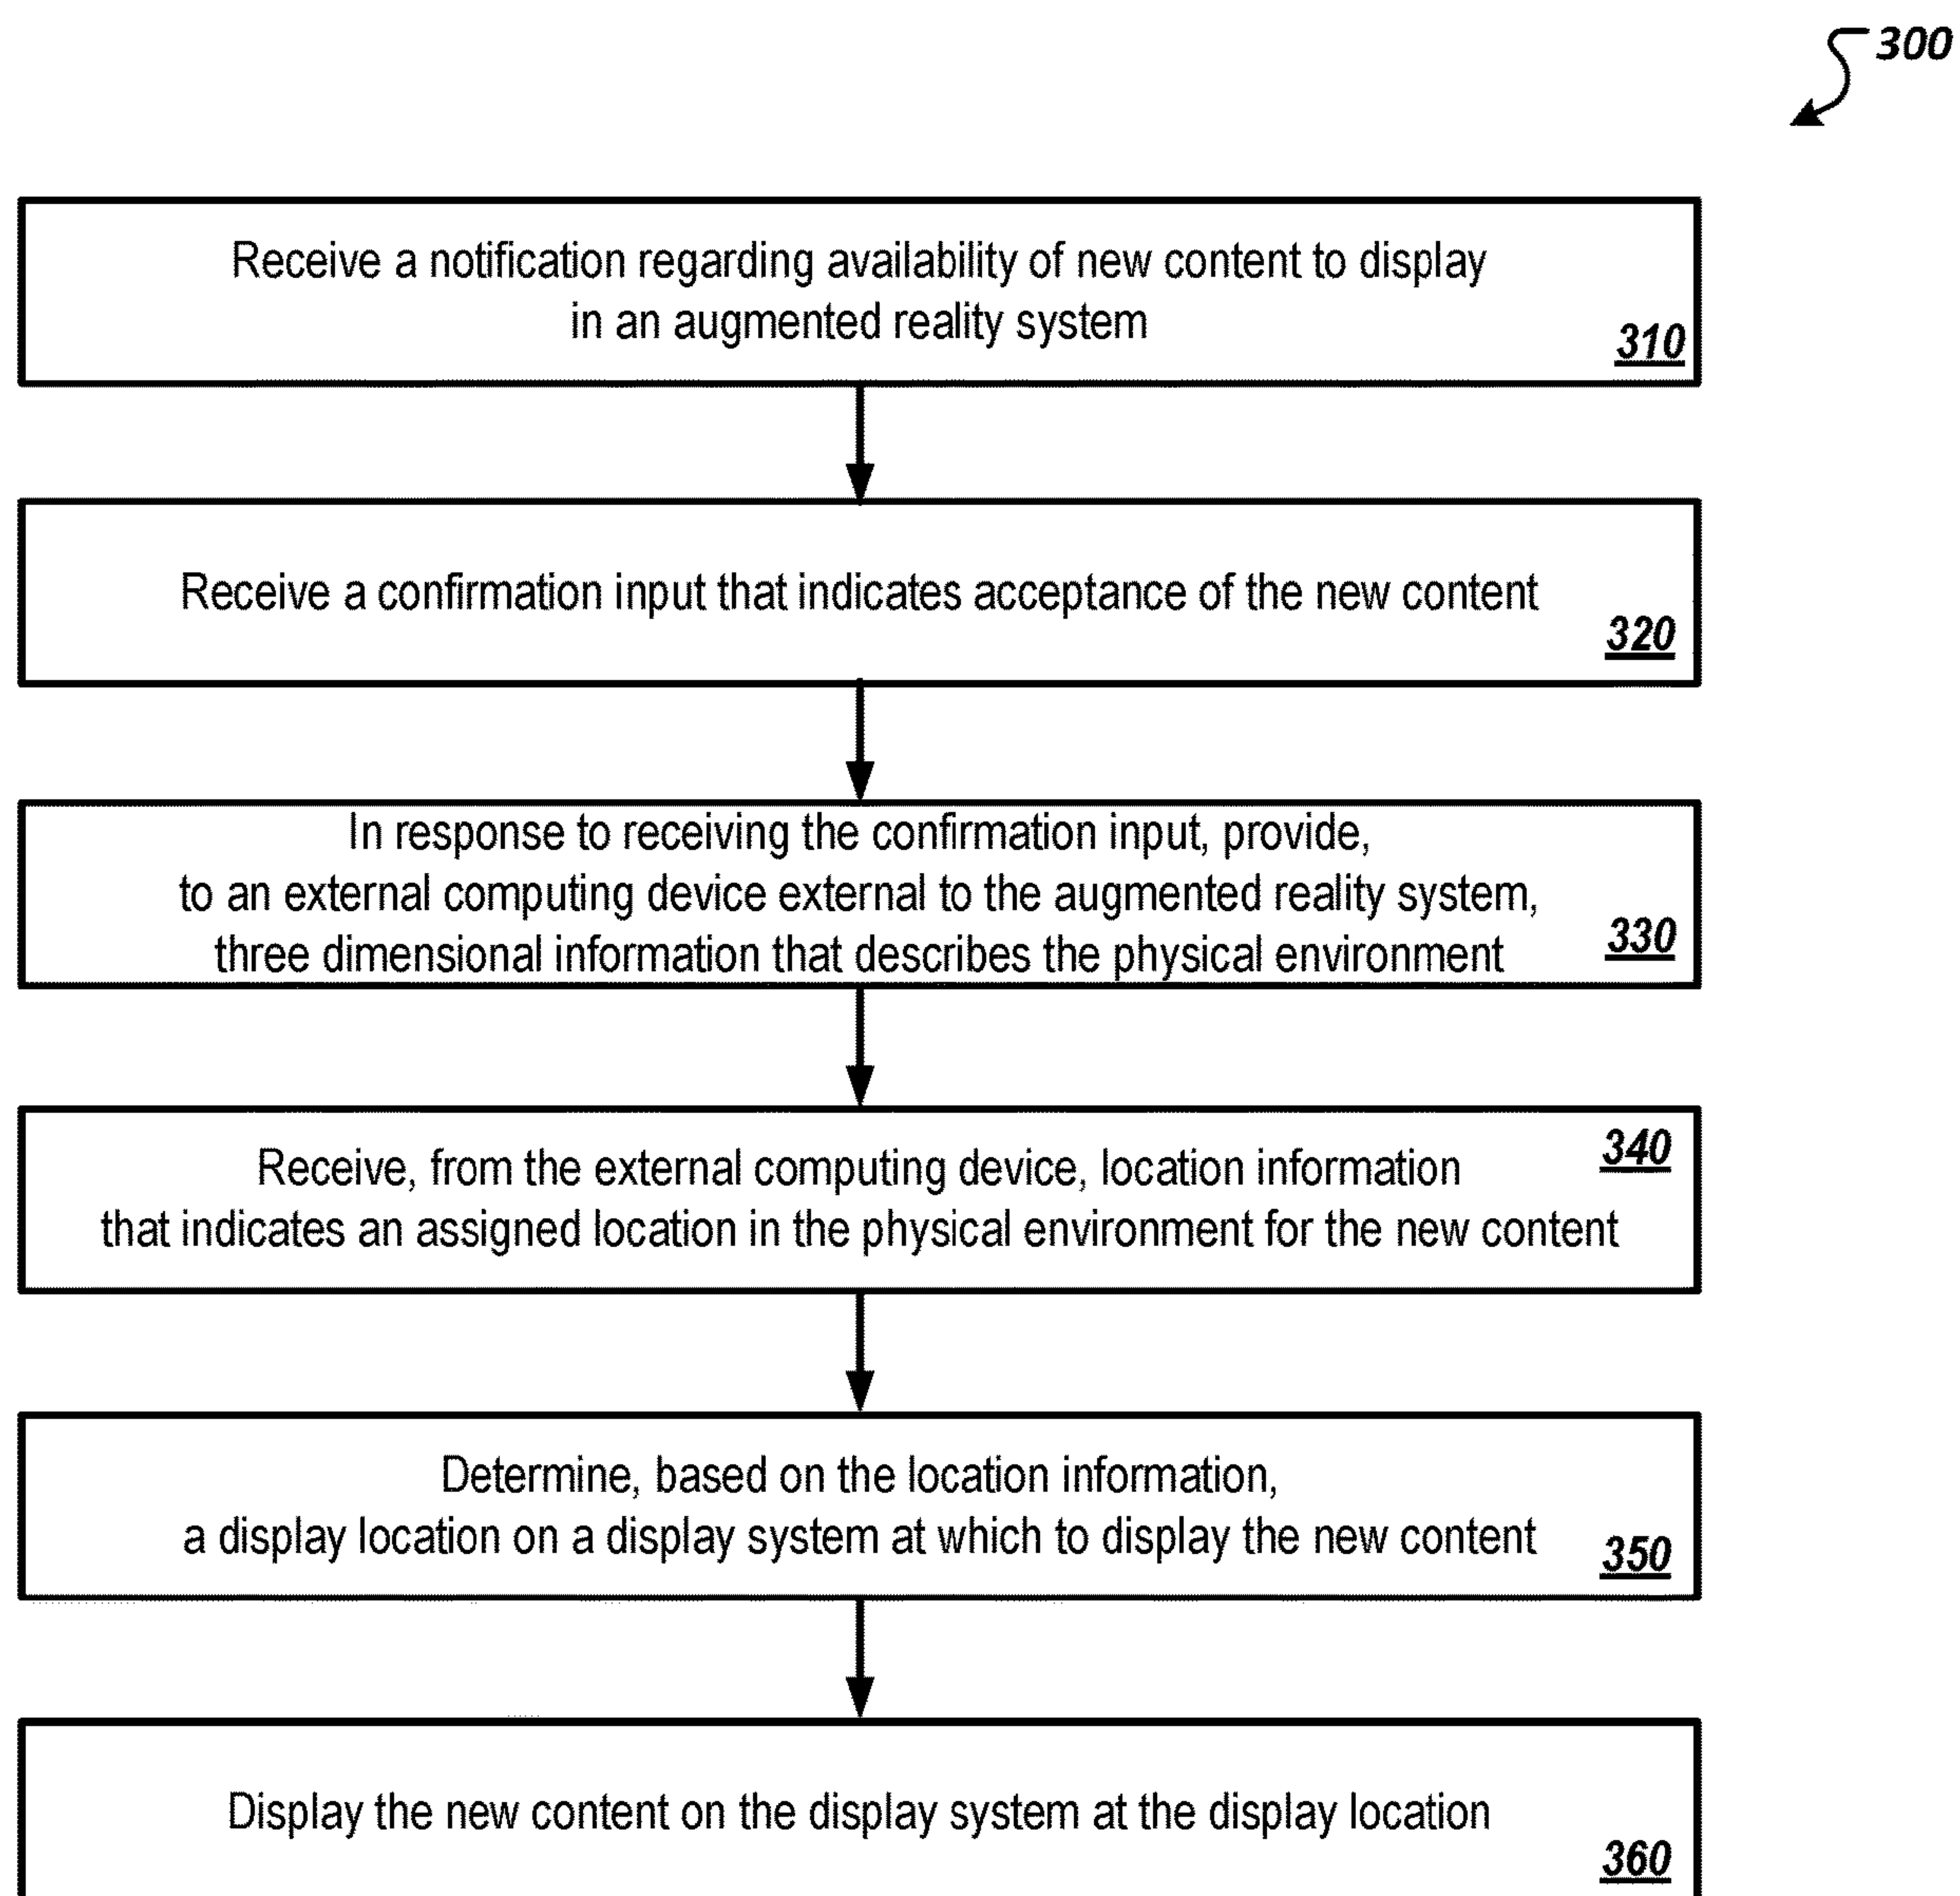 300
Receive a notification regarding availability of new content to display
in an augmented reality system
310
Receive a confirmation input that indicates acceptance of the new content
320
In response to receiving the confirmation input, provide,
to an external computing device external to the augmented reality system,
three dimensional information that describes the physical environment
330
340
Receive, from the external computing device, location information
that indicates an assigned location in the physical environment for the new content
Determine, based on the location information,
a display location on a display system at which to display the new content
350
Display the new content on the display system at the display location
360